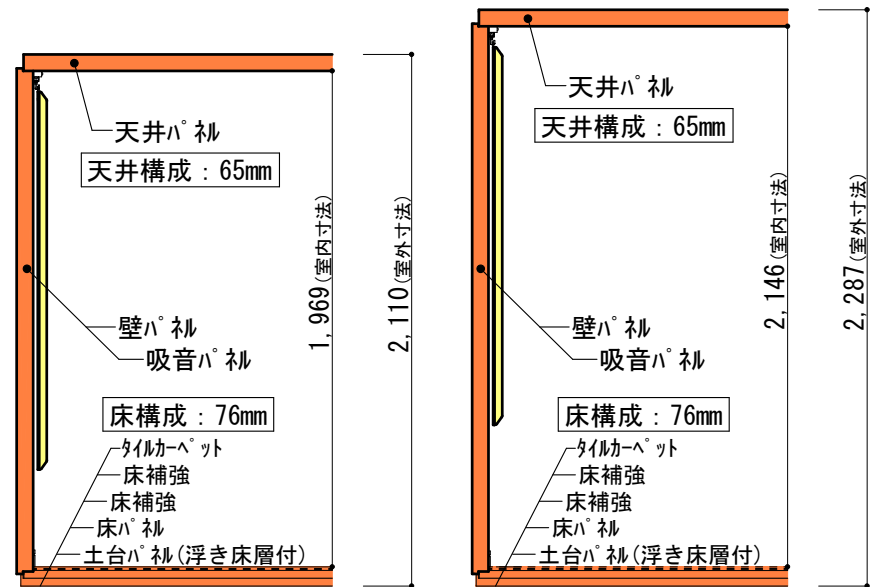 天井パネル
天井構成：65mm
1,969(室内寸法)
2,110(室外寸法)
壁パネル
吸音パネル
床構成：76mm
タイルカーペット
床補強
床補強
床パネル
土台パネル(浮き床層付)
天井パネル
天井構成：65mm
2,146(室内寸法)
2,287(室外寸法)
壁パネル
吸音パネル
床構成：76mm
タイルカーペット
床補強
床補強
床パネル
土台パネル(浮き床層付)